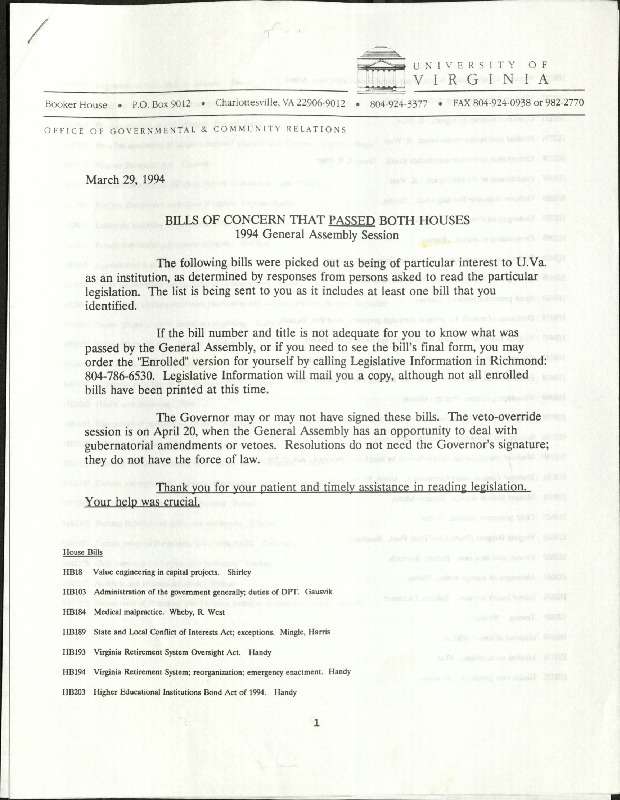 UNIVERSITY OF
VIRGINIA
Booker House • P.O. Box 9012 • Charlottesville, VA 22906-9012 • 804-924-3377 • FAX 804-924-0938 or 982-2770
OFFICE OF GOVERNMENTAL & COMMUNITY RELATIONS
March 29, 1994
BILLS OF CONCERN THAT PASSED BOTH HOUSES
1994 General Assembly Session
The following bills were picked out as being of particular interest to U.Va.
as an institution, as determined by responses from persons asked to read the particular
legislation. The list is being sent to you as it includes at least one bill that you
identified.
If the bill number and title is not adequate for you to know what was
passed by the General Assembly, or if you need to see the bill's final form, you may
order the "Enrolled" version for yourself by calling Legislative Information in Richmond:
804-786-6530. Legislative Information will mail you a copy, although not all enrolled
bills have been printed at this time.
The Governor may or may not have signed these bills. The veto-override
session is on April 20, when the General Assembly has an opportunity to deal with
gubernatorial amendments or vetoes. Resolutions do not need the Governor's signature;
they do not have the force of law.
Thank you for your patient and timely assistance in reading legislation.
Your help was crucial.
House Bills
HB18 Value engineering in capital projects. Shirley
HB103 Administration of the government generally; duties of DPT. Gausvik
HB184 Medical malpractice. Wheby, R. West
HB189 State and Local Conflict of Interests Act; exceptions. Mingle, Harris
HB193 Virginia Retirement System Oversight Act. Handy
HB194 Virginia Retirement System; reorganization; emergency enactment. Handy
HB203 Higher Educational Institutions Bond Act of 1994. Handy
1